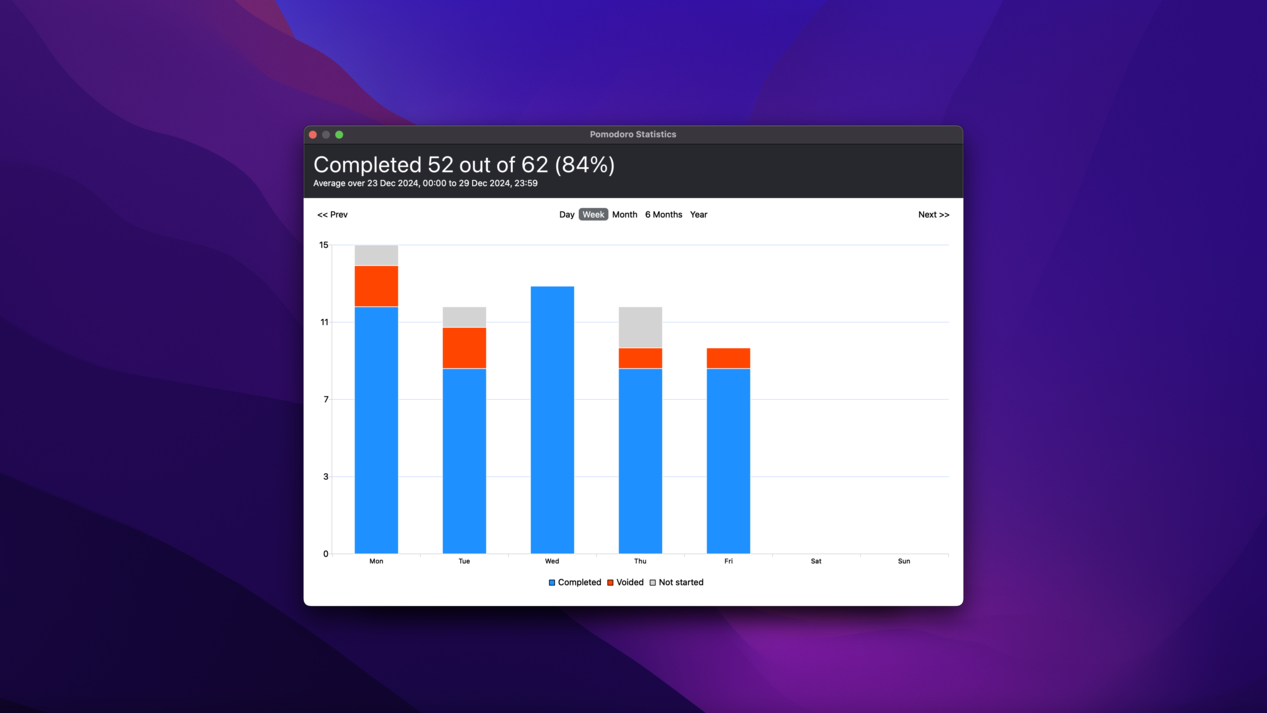 Pomodoro Statistics
Completed 52 out of 62 (84%)
Average over 23 Dec 2024, 00:00 to 29 Dec 2024, 23:59
<< Prev Day Week Month 6 Months Year Next >>
15
11
7
3
0
Mon Tue Wed Thu Fri Sat Sun
Completed Voided Not started